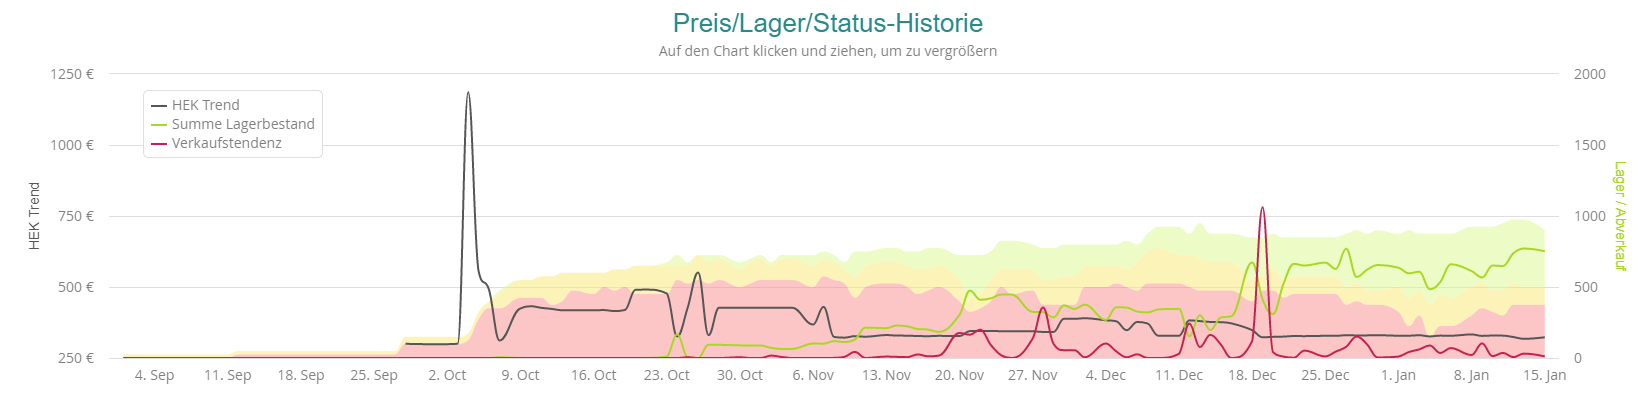 Preis/Lager/Status-Historie
Auf den Chart klicken und ziehen, um zu vergrößern
1250 €
1000 €
750 €
500 €
250 €
HEK Trend
HEK Trend
Summe Lagerbestand
Verkaufstendenz
2000
1500
1000
500
0
Lager / Abverkauf
4. Sep 11. Sep 18. Sep 25. Sep 2. Oct 9. Oct 16. Oct 23. Oct 30. Oct 6. Nov 13. Nov 20. Nov 27. Nov 4. Dec 11. Dec 18. Dec 25. Dec 1. Jan 8. Jan 15. Jan